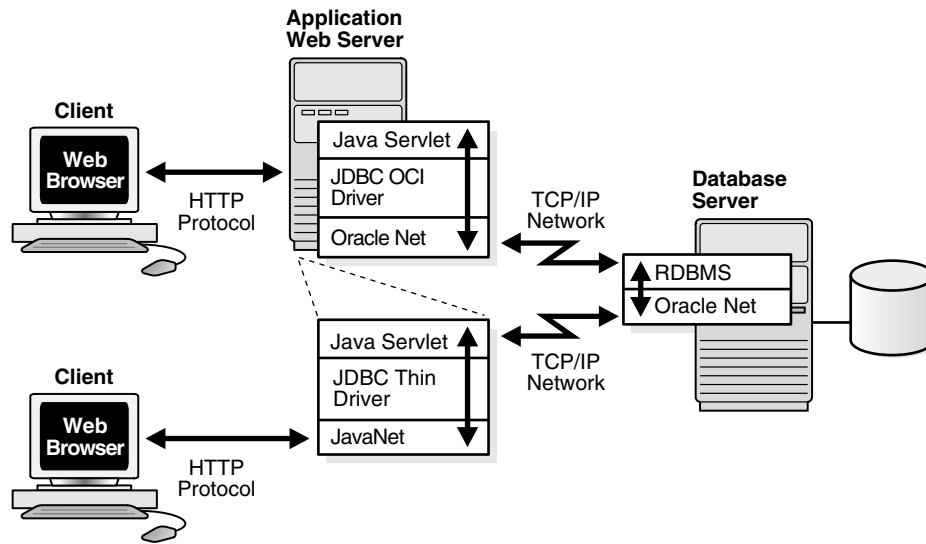 Application
Web Server
Client
Web
Browser
HTTP
Protocol
Java Servlet
JDBC OCI
Driver
Oracle Net
TCP/IP
Network
Database
Server
RDBMS
Oracle Net
Client
Web
Browser
HTTP
Protocol
Java Servlet
JDBC Thin
Driver
JavaNet
TCP/IP
Network